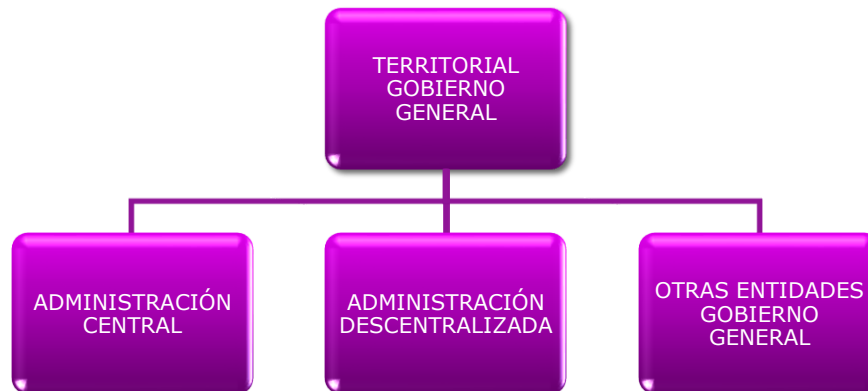 TERRITORIAL
GOBIERNO
GENERAL
ADMINISTRACIÓN
CENTRAL
ADMINISTRACIÓN
DESCENTRALIZADA
OTRAS ENTIDADES
GOBIERNO
GENERAL